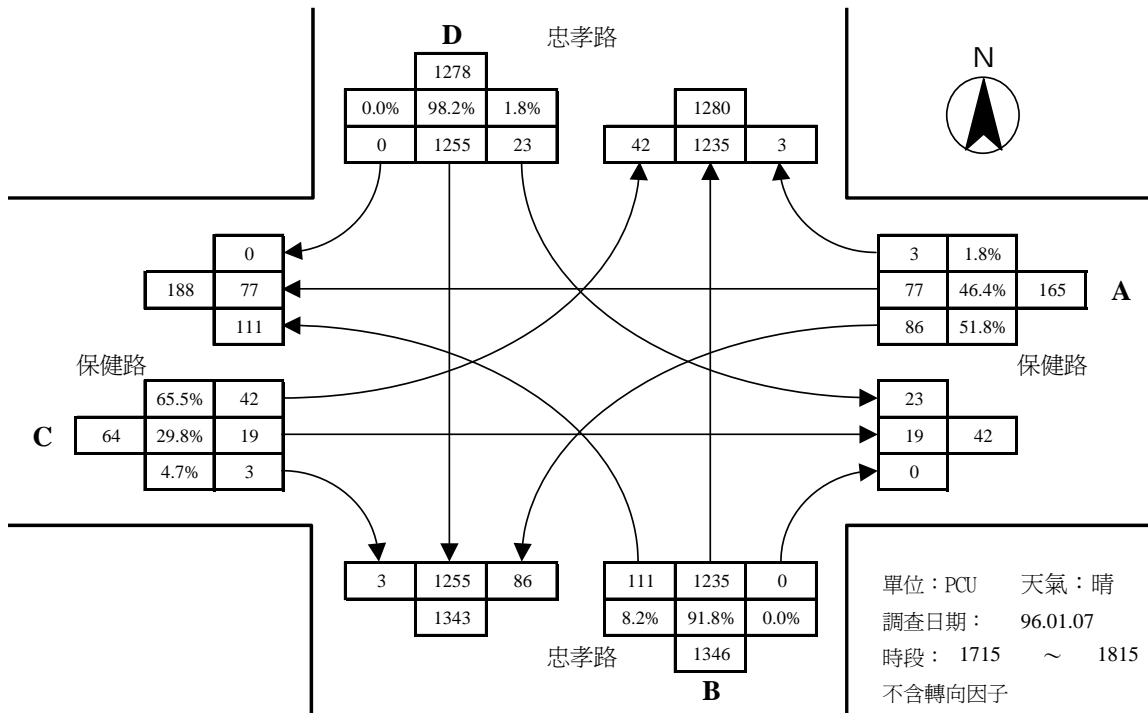 D
忠孝路
N
1278
0.0% 98.2% 1.8%
0 1255 23
1280
42 1235 3
0
188 77
111
3 1.8%
77 46.4% 165
86 51.8%
A
保健路
保健路
C
65.5% 42
64 29.8% 19
4.7% 3
23
19 42
0
3 1255 86
1343
111 1235 0
8.2% 91.8% 0.0%
1346
忠孝路
B
單位：PCU 天氣：晴
調查日期： 96.01.07
時段： 1715 ～ 1815
不含轉向因子